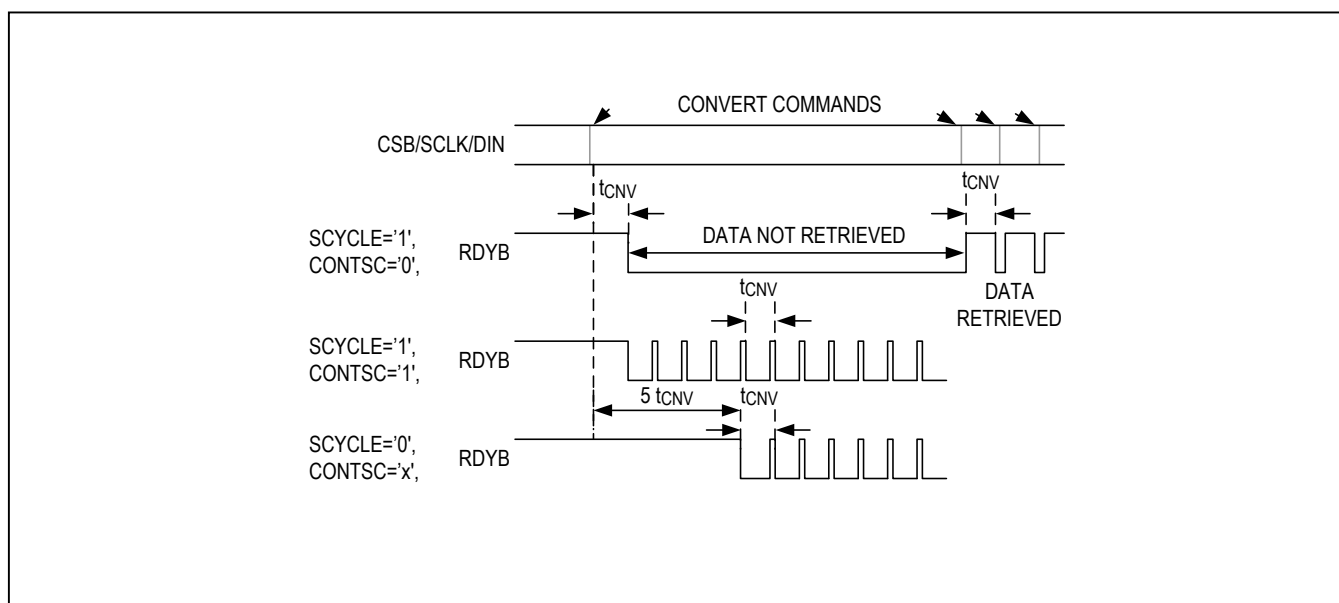 CONVERT COMMANDS
CSB/SCLK/DIN
tCNV
tCNV
SCYCLE='1',
CONTSC='0',
RDYB
DATA NOT RETRIEVED
DATA
RETRIEVED
tCNV
SCYCLE='1',
CONTSC='1',
RDYB
5 tCNV
tCNV
SCYCLE='0',
CONTSC='x',
RDYB